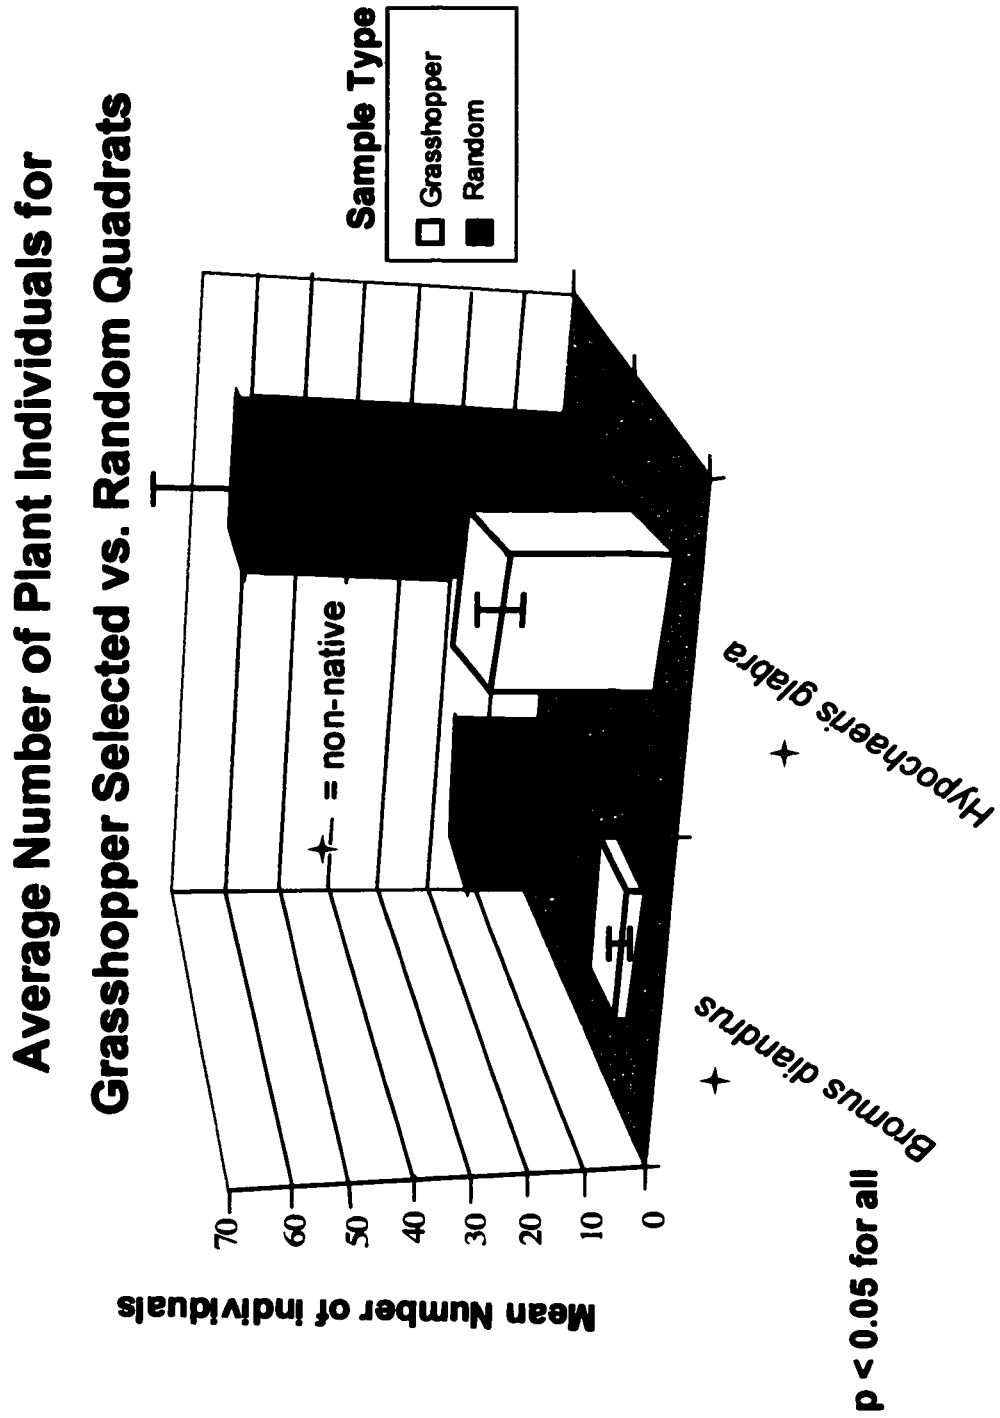 Average Number of Plant Individuals for
Grasshopper Selected vs. Random Quadrats
Mean Number of individuals
70
60
50
40
30
20
10
0
= non-native
Sample Type
Grasshopper
Random
Bromus diandrus
Hypochaeris glabra
p < 0.05 for all